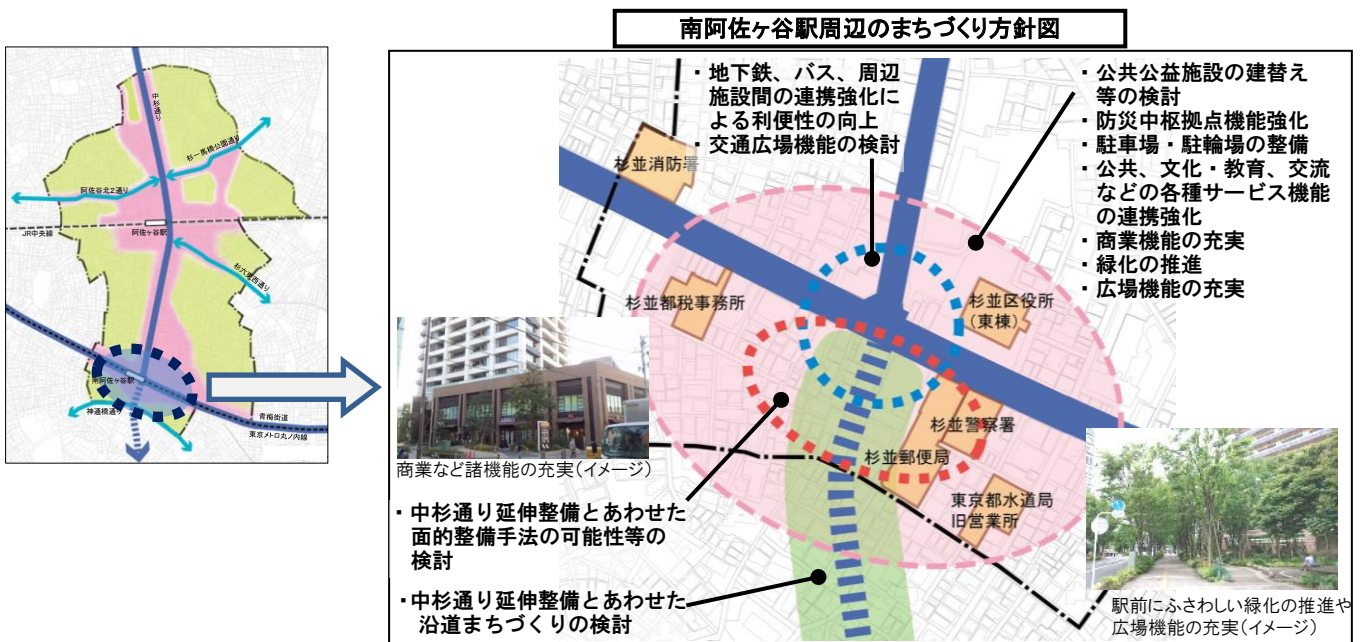 南阿佐ヶ谷駅周辺のまちづくり方針図
中杉通り
杉一馬橋公園通り
阿佐谷北2通り
JR中央線
阿佐ヶ谷駅
杉六東西通り
南阿佐ヶ谷駅
神通橋通り
青梅街道
東京メトロ丸ノ内線
・地下鉄、バス、周辺
施設間の連携強化に
よる利便性の向上
・交通広場機能の検討
・公共公益施設の建替え
等の検討
・防災中枢拠点機能強化
・駐車場・駐輪場の整備
・公共、文化・教育、交流
などの各種サービス機能
の連携強化
・商業機能の充実
・緑化の推進
・広場機能の充実
杉並消防署
杉並都税事務所
杉並区役所
(東棟)
杉並警察署
杉並郵便局
東京都水道局
旧営業所
商業など諸機能の充実(イメージ)
・中杉通り延伸整備とあわせた
面的整備手法の可能性等の
検討
・中杉通り延伸整備とあわせた
沿道まちづくりの検討
駅前にふさわしい緑化の推進や
広場機能の充実(イメージ)